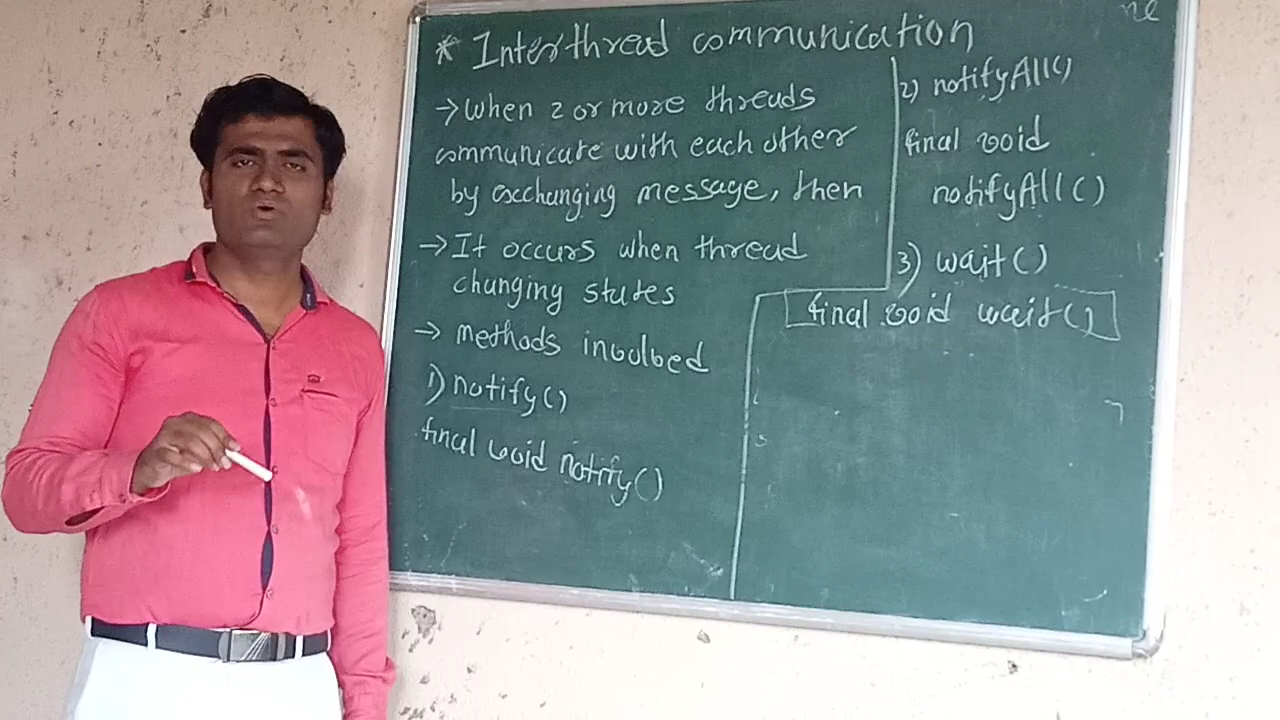 * Interthread communication
→ When 2 or more threads
communicate with each other
by exchanging message, then
→ It occurs when thread
changing states
→ methods involbed
1) notify()
final void notify()
2) notifyAll()
final void
notifyAll()
3) wait()
final void wait()